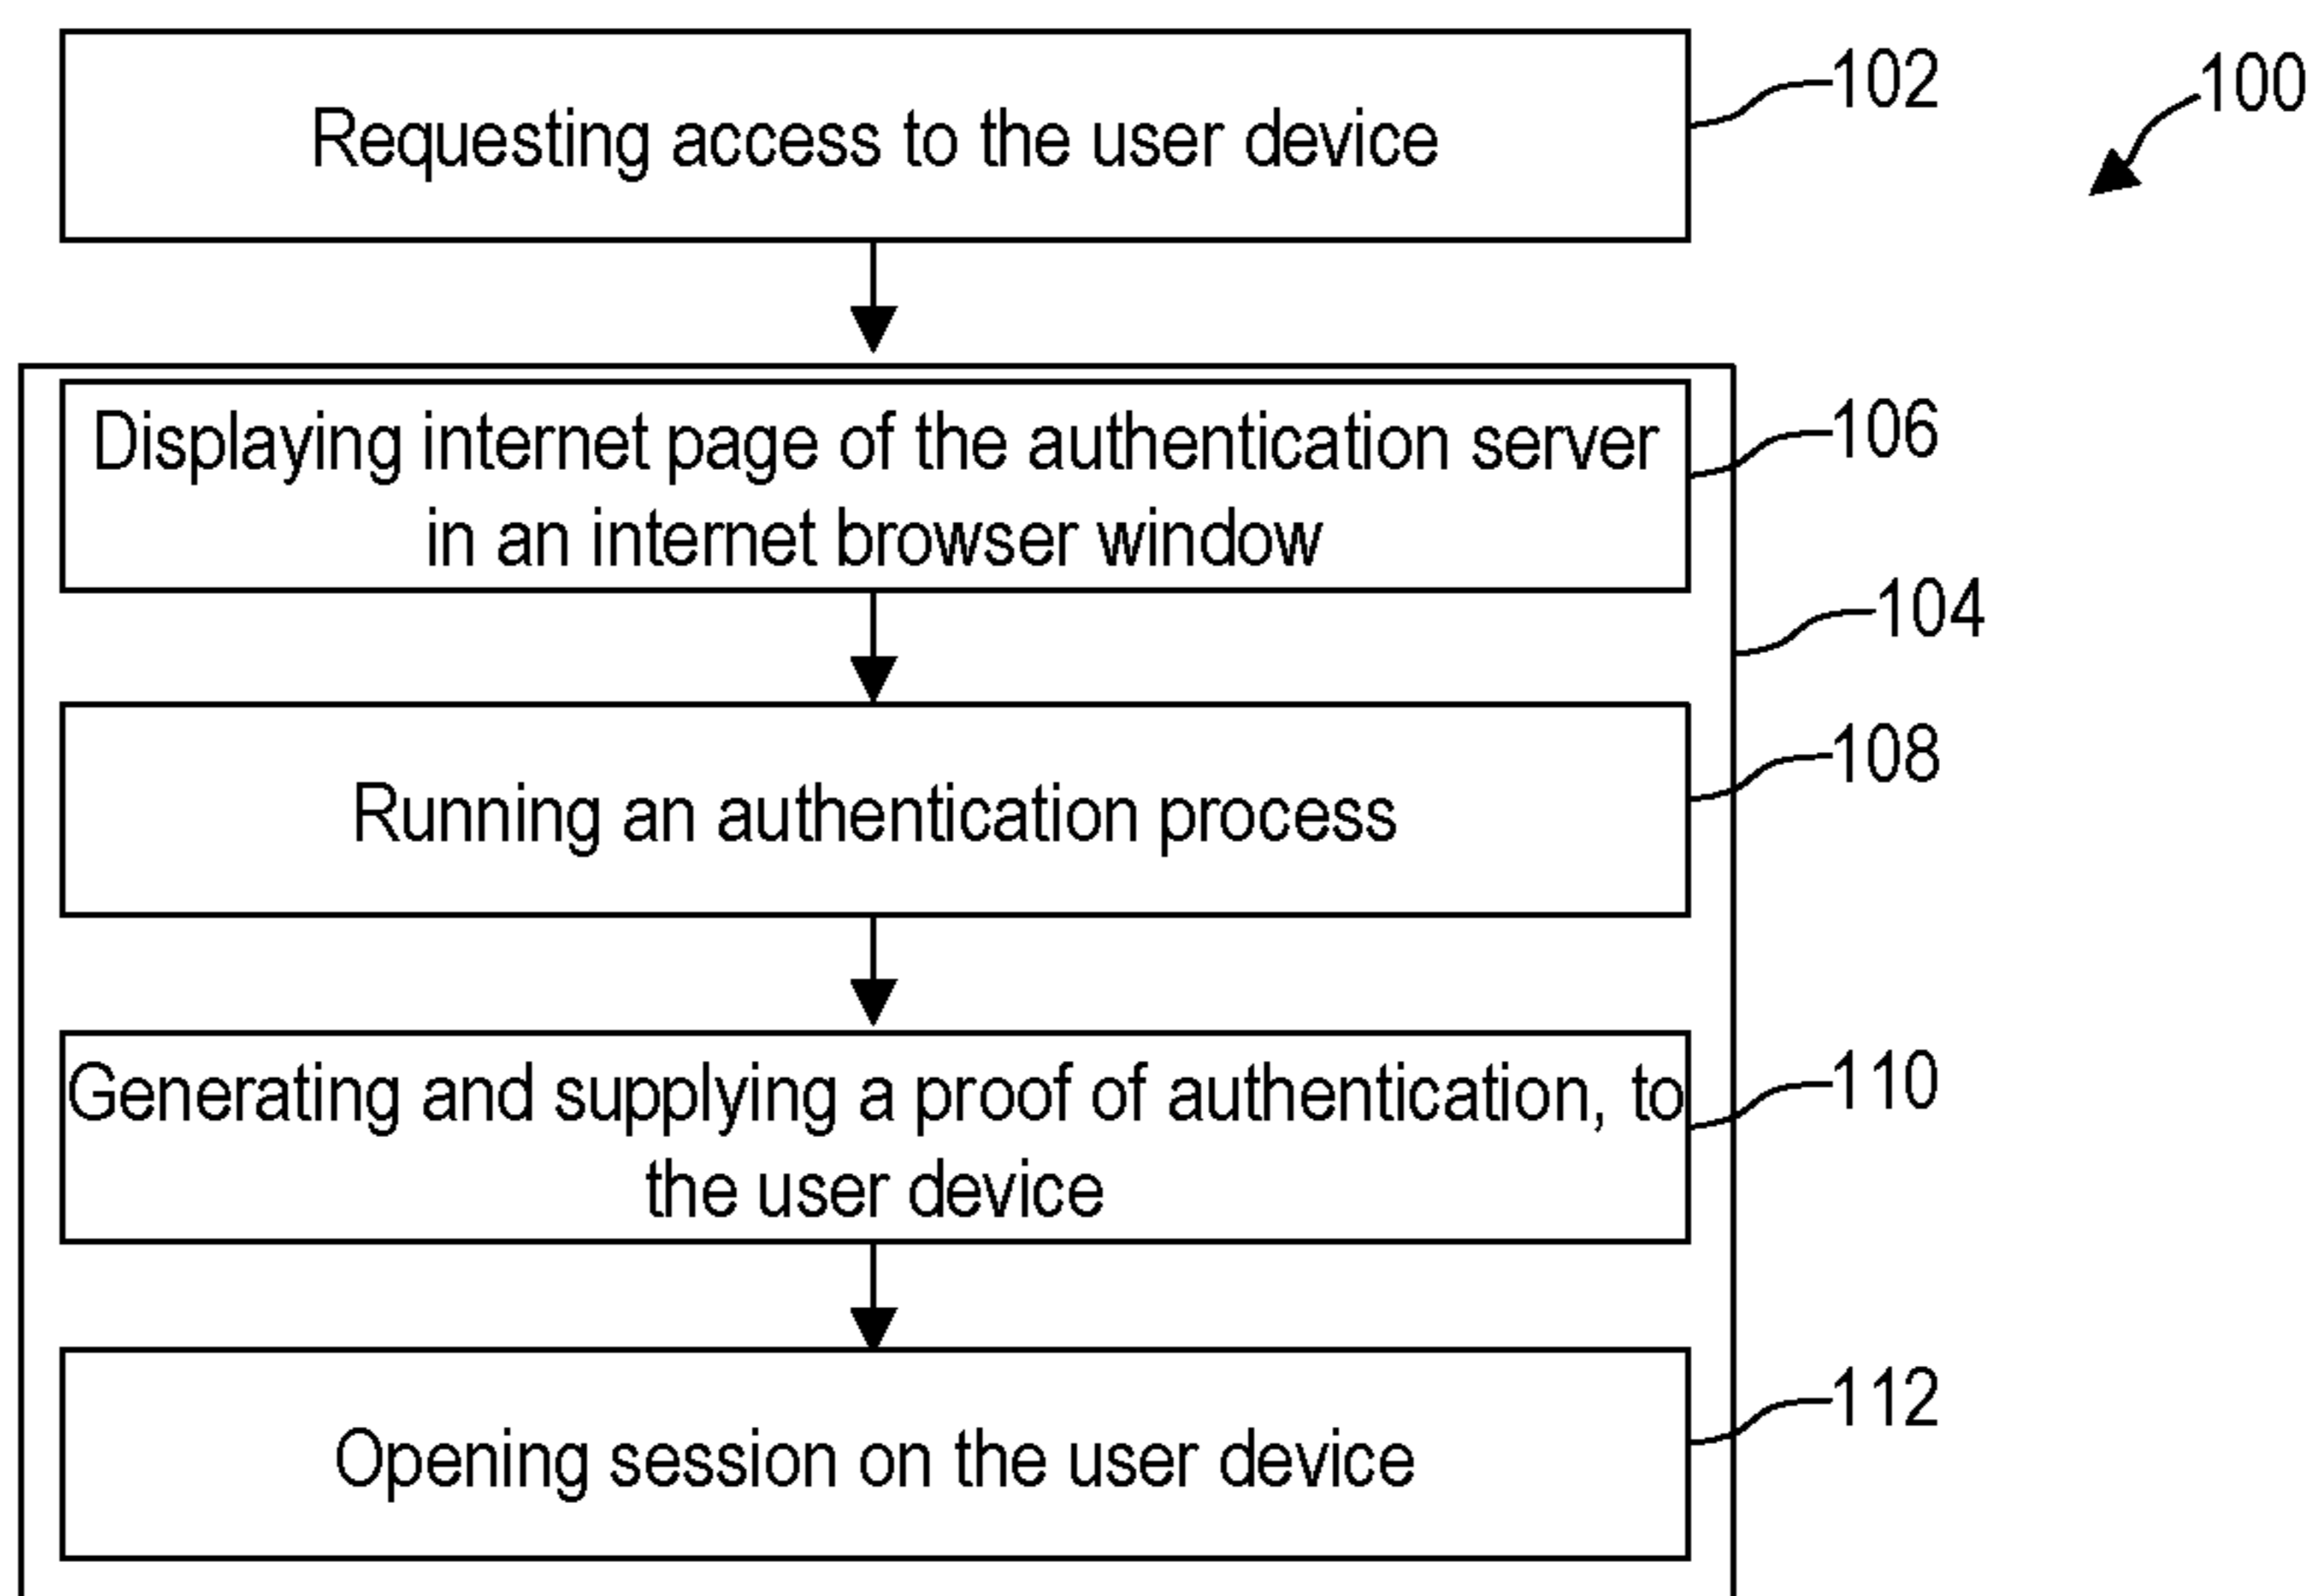 Requesting access to the user device
102
100
Displaying internet page of the authentication server
in an internet browser window
106
104
Running an authentication process
108
Generating and supplying a proof of authentication, to
the user device
110
Opening session on the user device
112